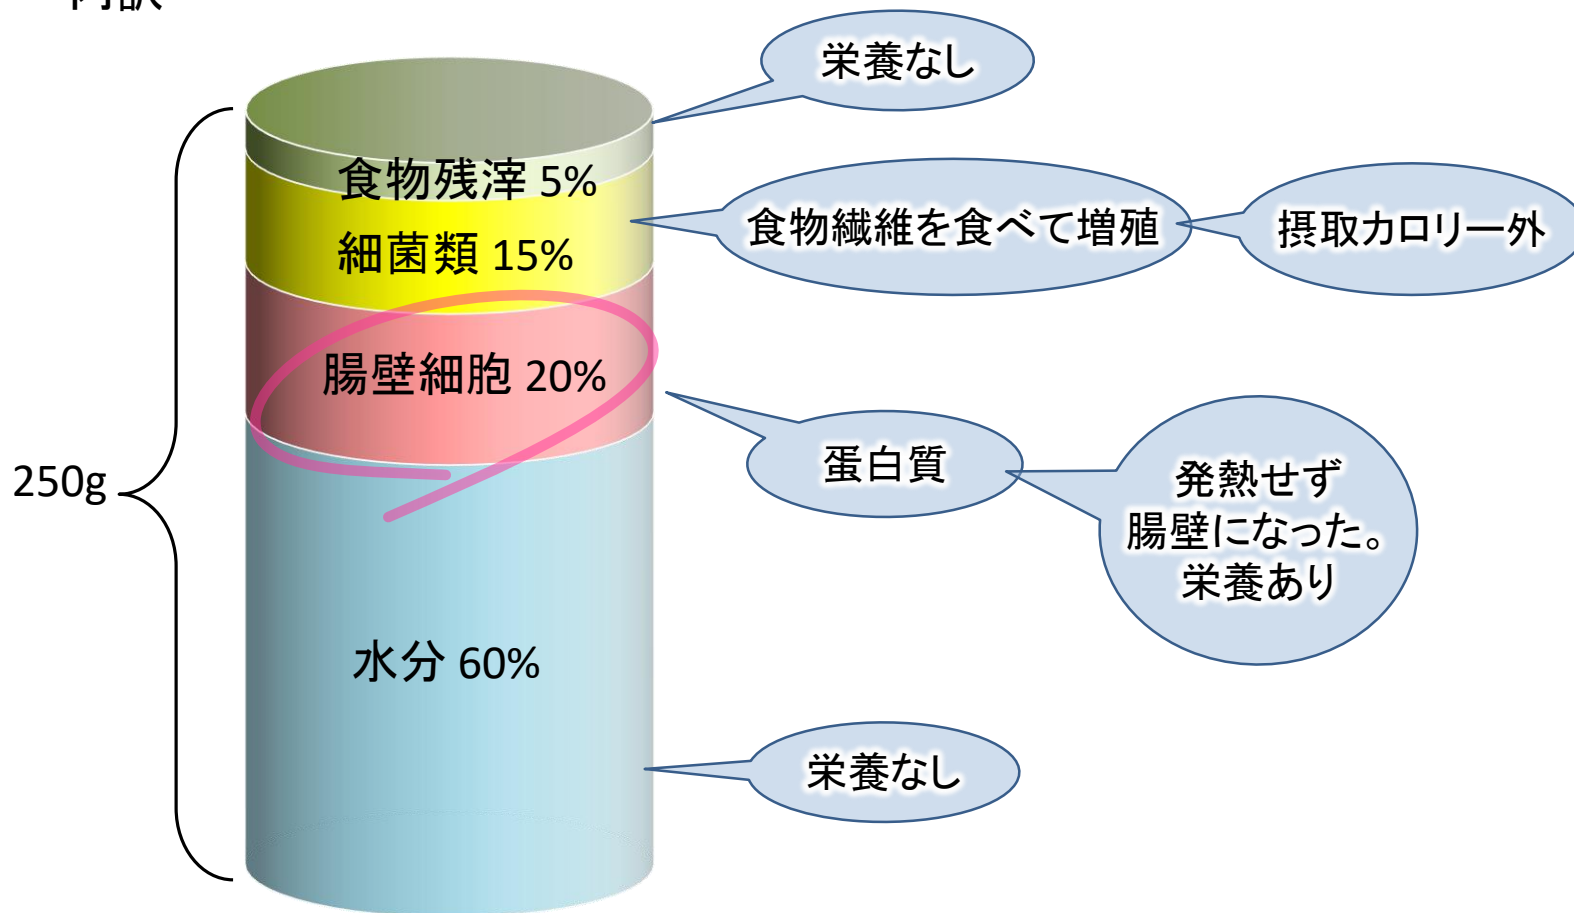 内訳
栄養なし
食物残滓 5%
食物繊維を食べて増殖
摂取カロリー外
細菌類 15%
腸壁細胞 20%
蛋白質
発熱せず
腸壁になった。
栄養あり
250g
水分 60%
栄養なし